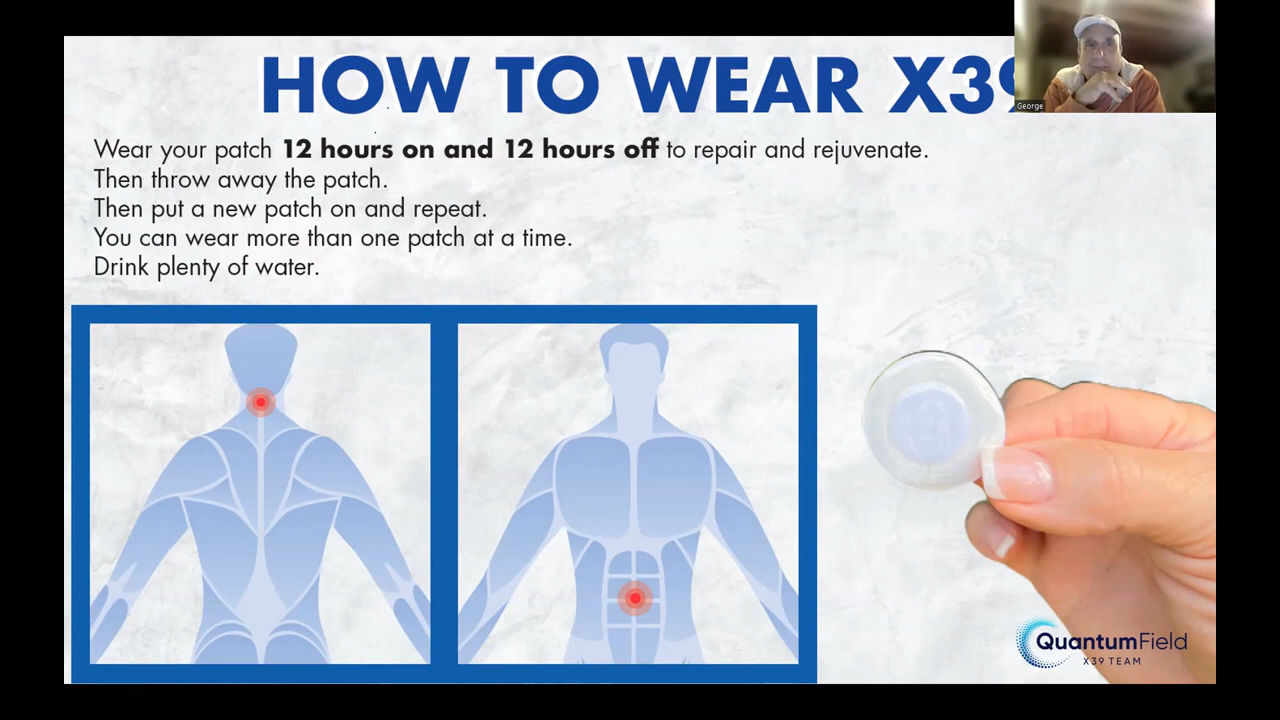 HOW TO WEAR X39
George
Wear your patch 12 hours on and 12 hours off to repair and rejuvenate.
Then throw away the patch.
Then put a new patch on and repeat.
You can wear more than one patch at a time.
Drink plenty of water.
QuantumField
X39 TEAM